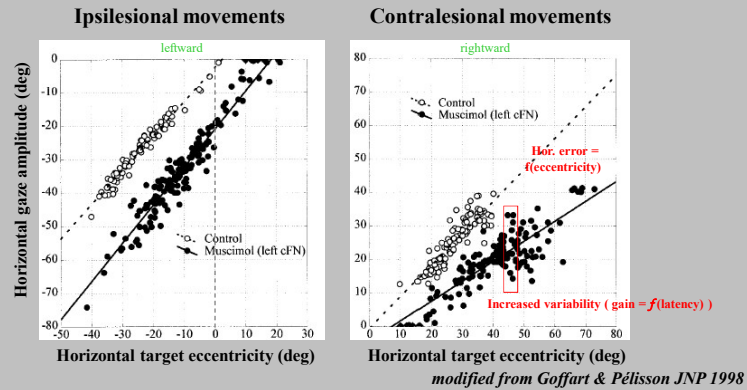 Ipsilesional movements
Contralesional movements
leftward
rightward
Horizontal gaze amplitude (deg)
0
-10
-20
-30
-40
-50
-60
-70
-80
-50 -40 -30 -20 -10 0 10 20 30
Control
Muscimol (left cFN)
Horizontal target eccentricity (deg)
80
70
60
50
40
30
20
10
0
0 10 20 30 40 50 60 70 80
Control
Muscimol (left cFN)
Hor. error =
f(eccentricity)
Increased variability ( gain = ƒ(latency) )
Horizontal target eccentricity (deg)
modified from Goffart & Pélisson JNP 1998